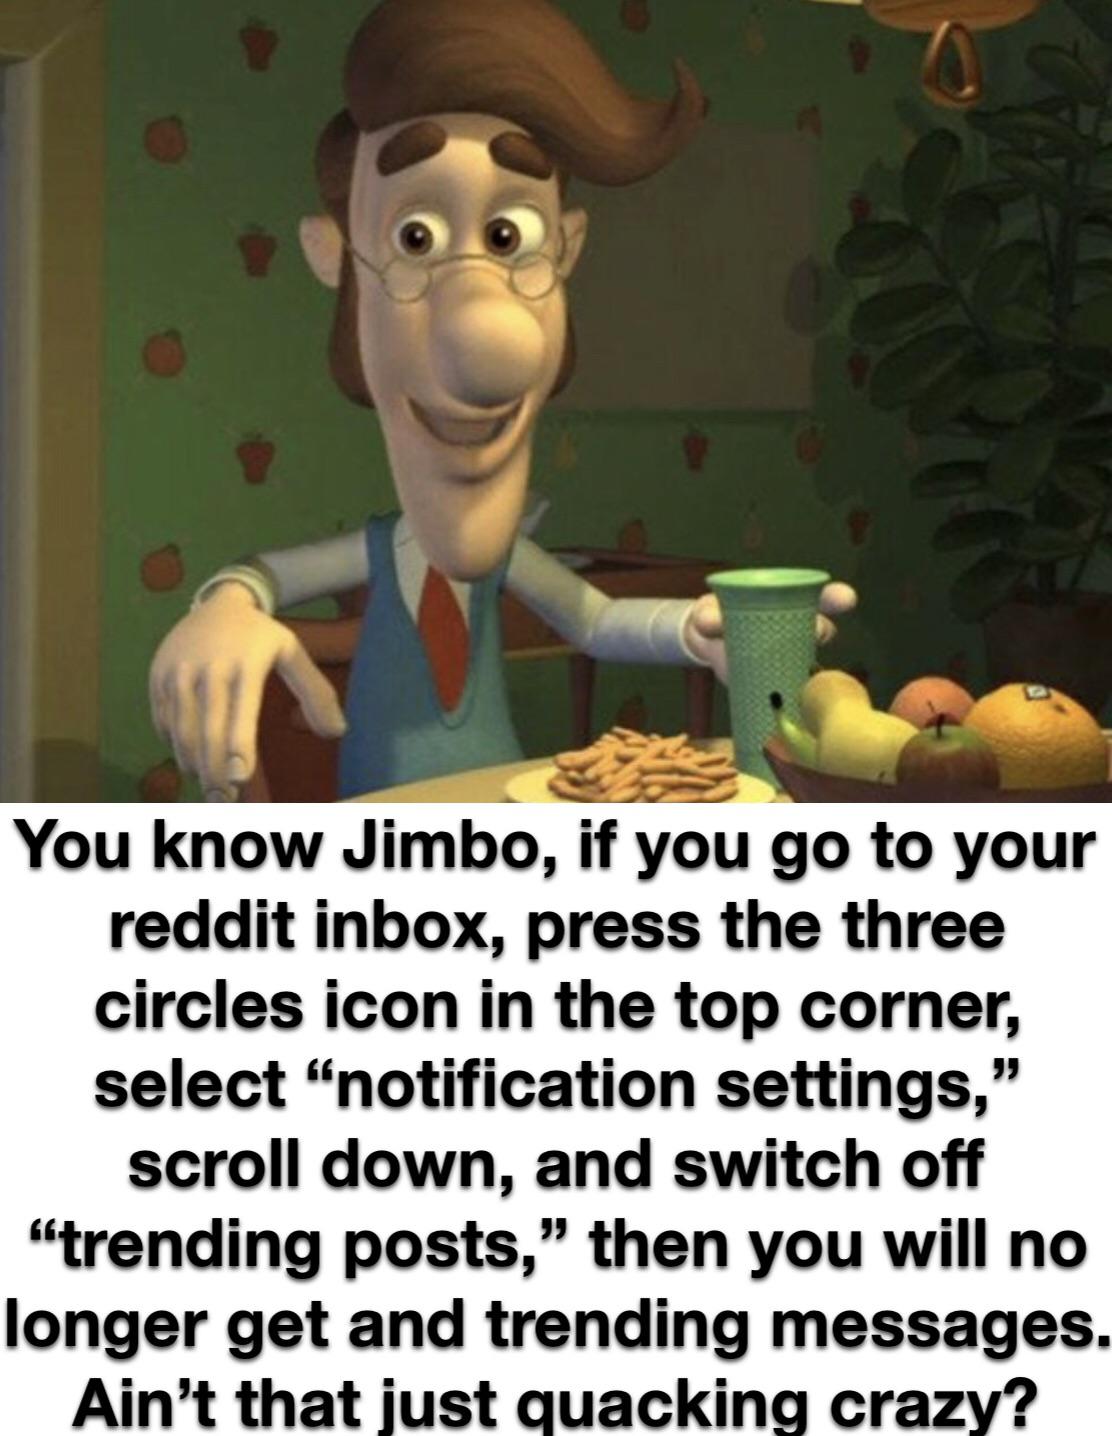 You know Jimbo, if you go to your
reddit inbox, press the three
circles icon in the top corner,
select “notification settings,”
scroll down, and switch off
“trending posts,” then you will no
longer get and trending messages.
Ain’t that just quacking crazy?